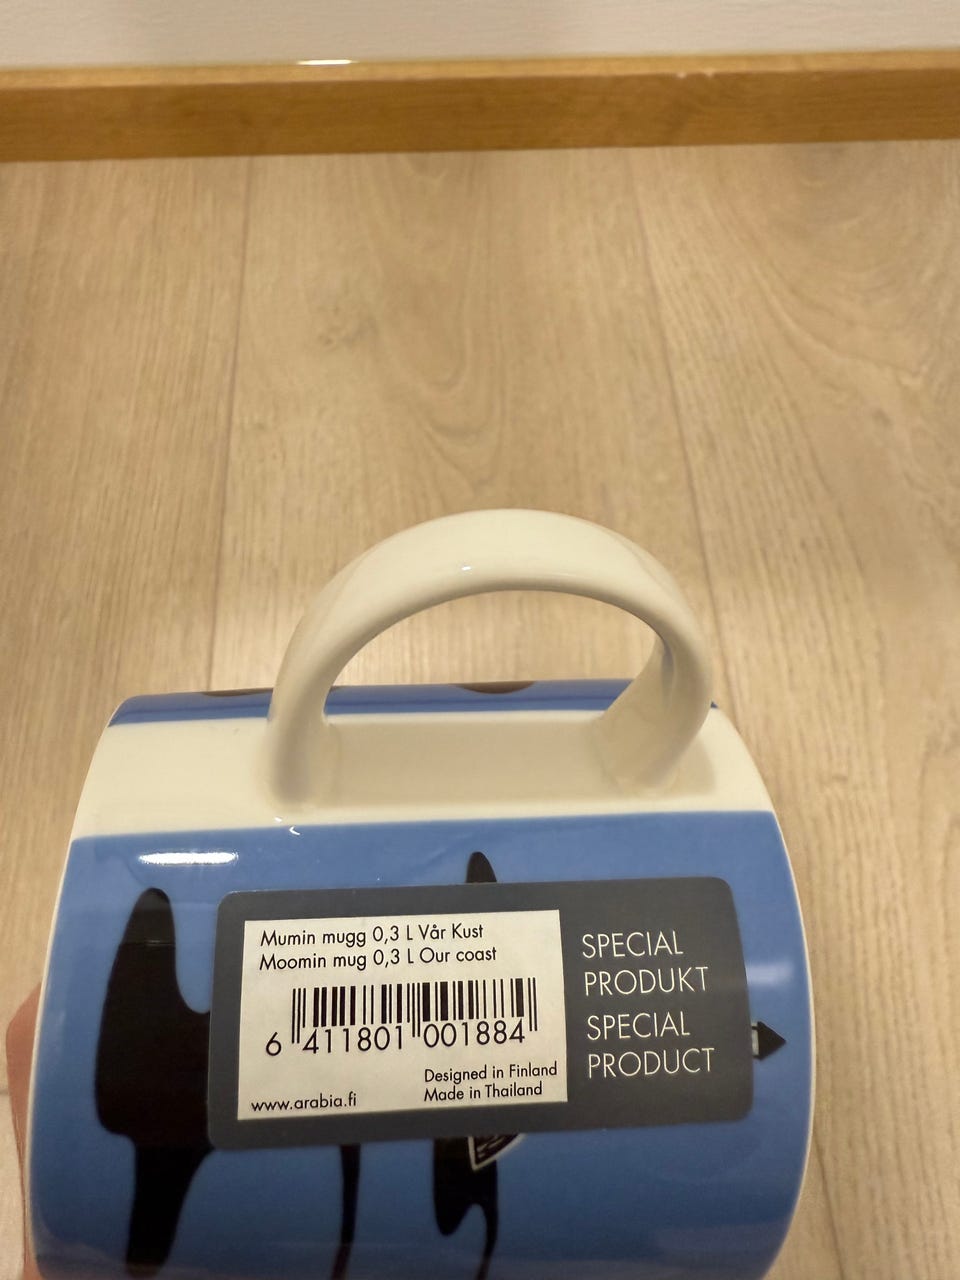 Mumin mugg 0,3 L Vår Kust
Moomin mug 0,3 L Our coast
6 411801 001884
Designed in Finland
Made in Thailand
www.arabia.fi
SPECIAL
PRODUKT
SPECIAL
PRODUCT